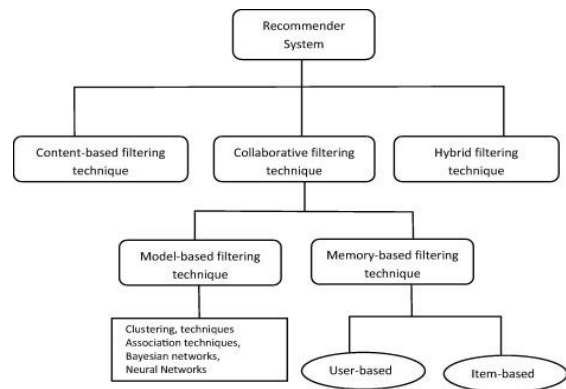 Recommender
System
Content-based filtering
technique
Collaborative filtering
technique
Hybrid filtering
technique
Model-based filtering
technique
Memory-based filtering
technique
Clustering, techniques
Association techniques,
Bayesian networks,
Neural Networks
User-based
Item-based